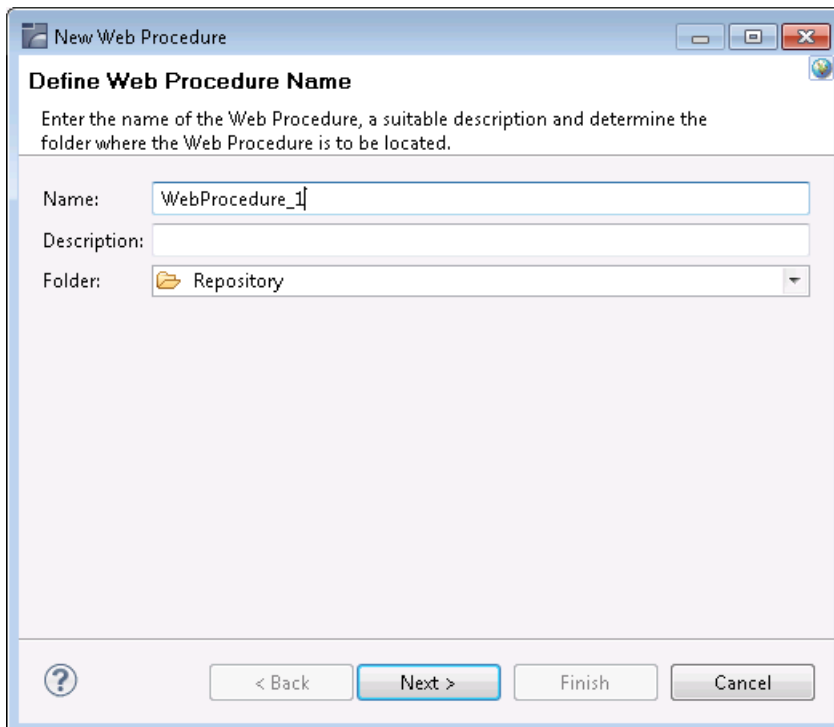 New Web Procedure
Define Web Procedure Name
Enter the name of the Web Procedure, a suitable description and determine the
folder where the Web Procedure is to be located.
Name: WebProcedure_1
Description:
Folder: Repository
? < Back Next > Finish Cancel